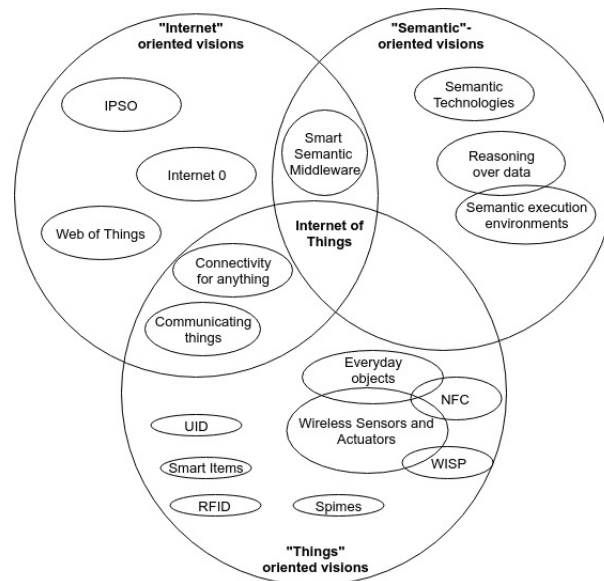 "Internet"
oriented visions
"Semantic"-
oriented visions
IPSO
Semantic
Technologies
Smart
Semantic
Middleware
Internet 0
Reasoning
over data
Semantic execution
environments
Web of Things
Internet of
Things
Connectivity
for anything
Communicating
things
Everyday
objects
NFC
UID
Wireless Sensors and
Actuators
Smart Items
WISP
RFID
Spimes
"Things"
oriented visions